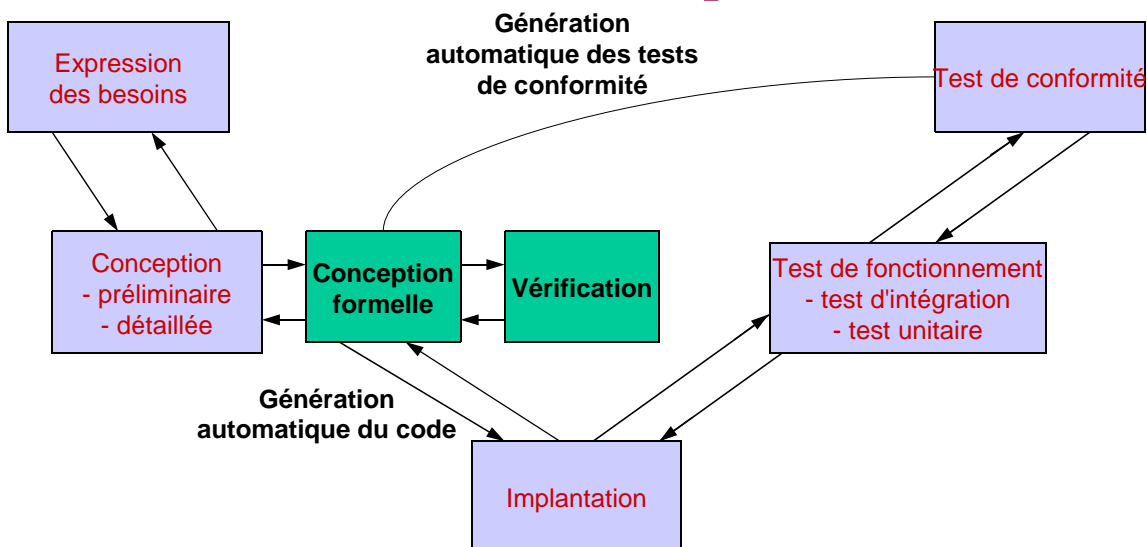 Génération
automatique des tests
de conformité
Expression
des besoins
Test de conformité
Conception
- préliminaire
- détaillée
Conception
formelle
Vérification
Test de fonctionnement
- test d'intégration
- test unitaire
Génération
automatique du code
Implantation